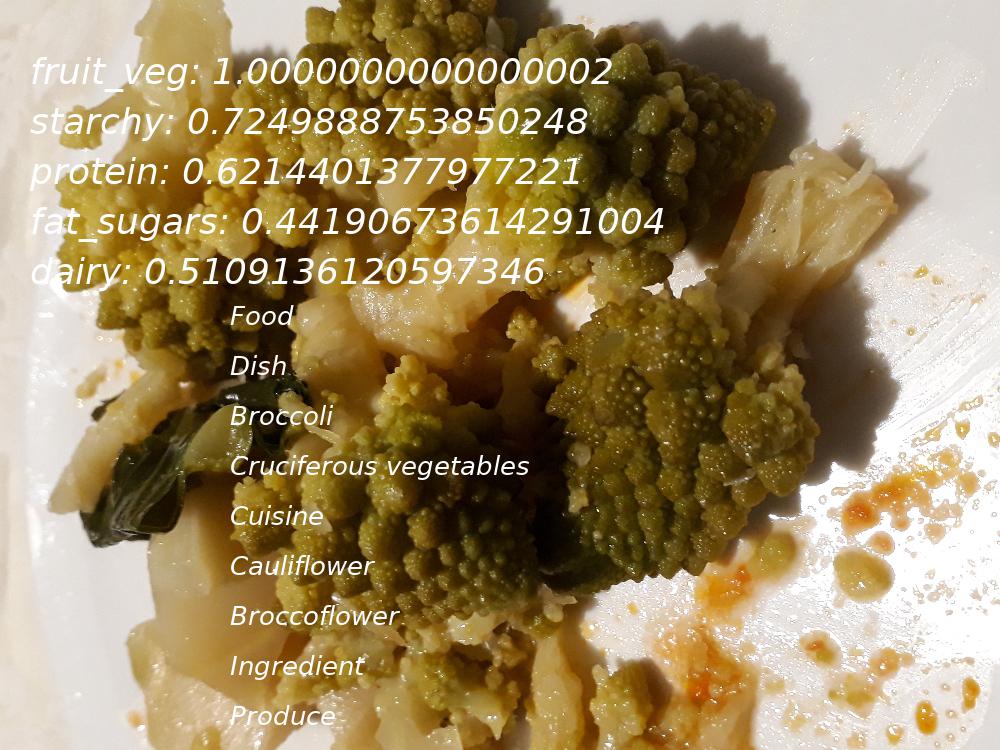 fruit_veg: 1.0000000000000002
starchy: 0.7249888753850248
protein: 0.6214401377977221
fat_sugars: 0.44190673614291004
dairy: 0.5109136120597346
Food
Dish
Broccoli
Cruciferous vegetables
Cuisine
Cauliflower
Broccoflower
Ingredient
Produce